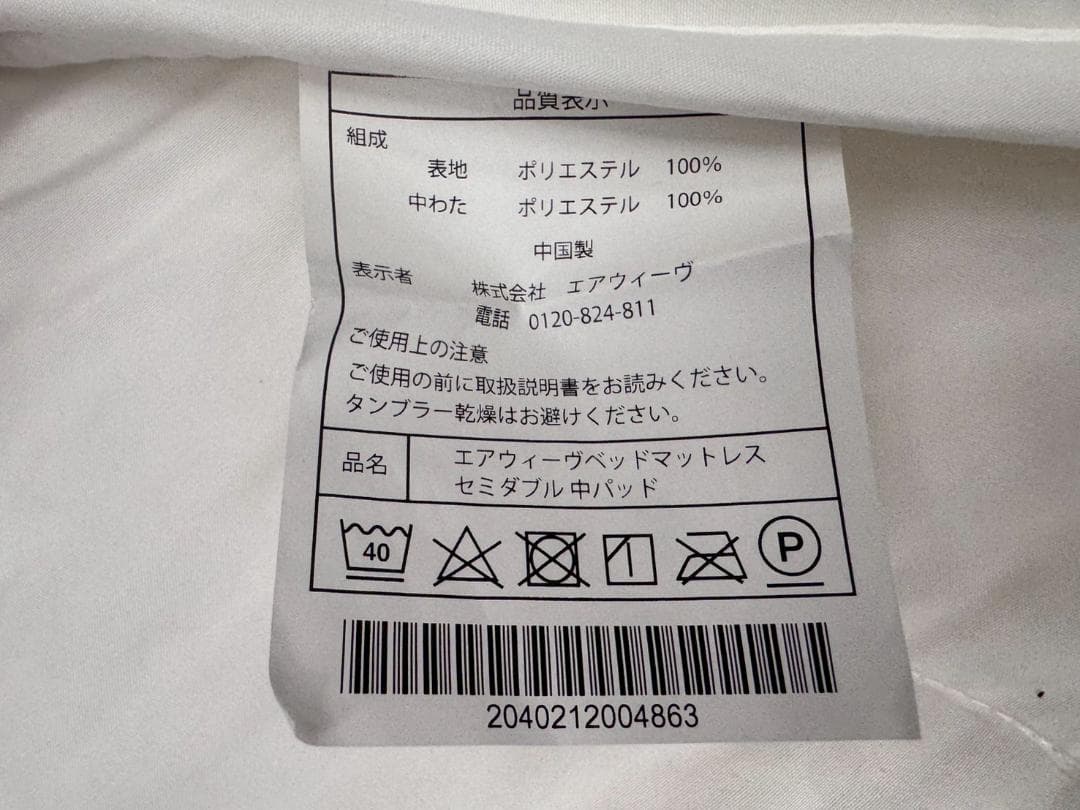 品質表示
組成
表地 ポリエステル 100%
中わた ポリエステル 100%
中国製
表示者 株式会社 エアウィーヴ
電話 0120-824-811
ご使用上の注意
ご使用の前に取扱説明書をお読みください。
タンブラー乾燥はお避けください。
品名 エアウィーヴベッドマットレス
セミダブル 中パッド
40 P
2040212004863